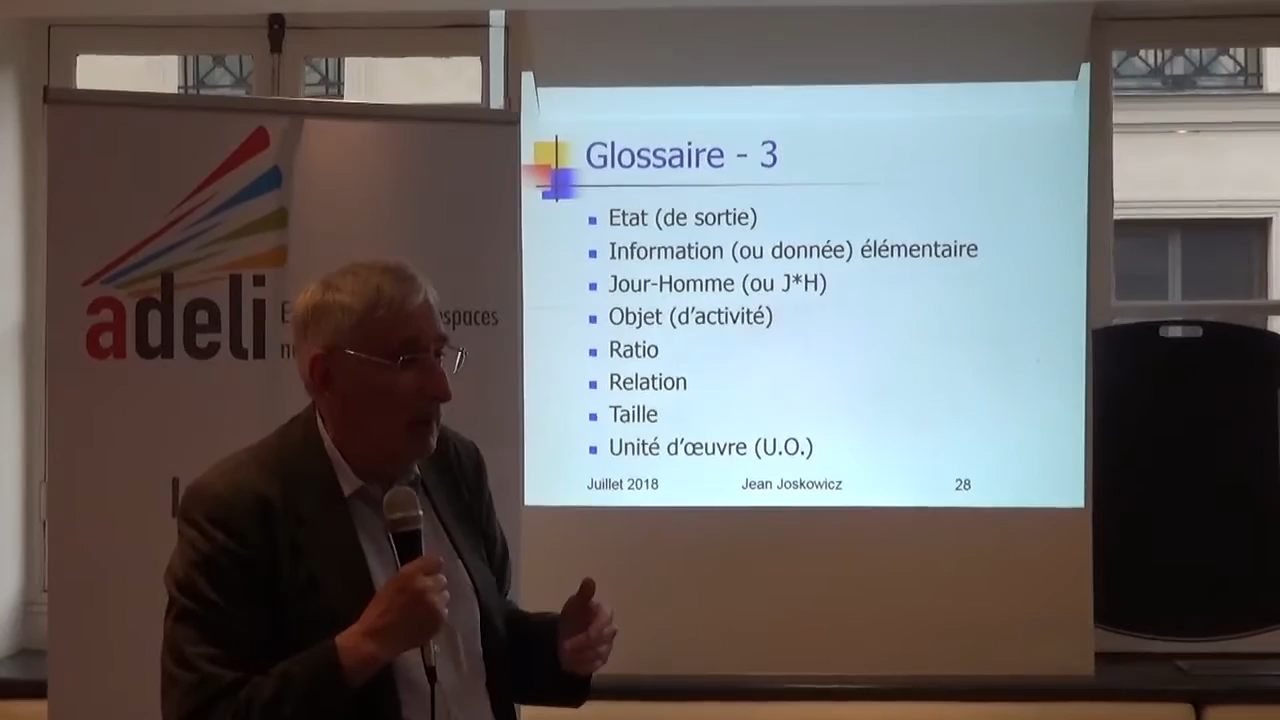 adeli
spaces
Glossaire - 3
Etat (de sortie)
Information (ou donnée) élémentaire
Jour-Homme (ou J*H)
Objet (d'activité)
Ratio
Relation
Taille
Unité d'œuvre (U.O.)
Juillet 2018 Jean Joskowicz 28